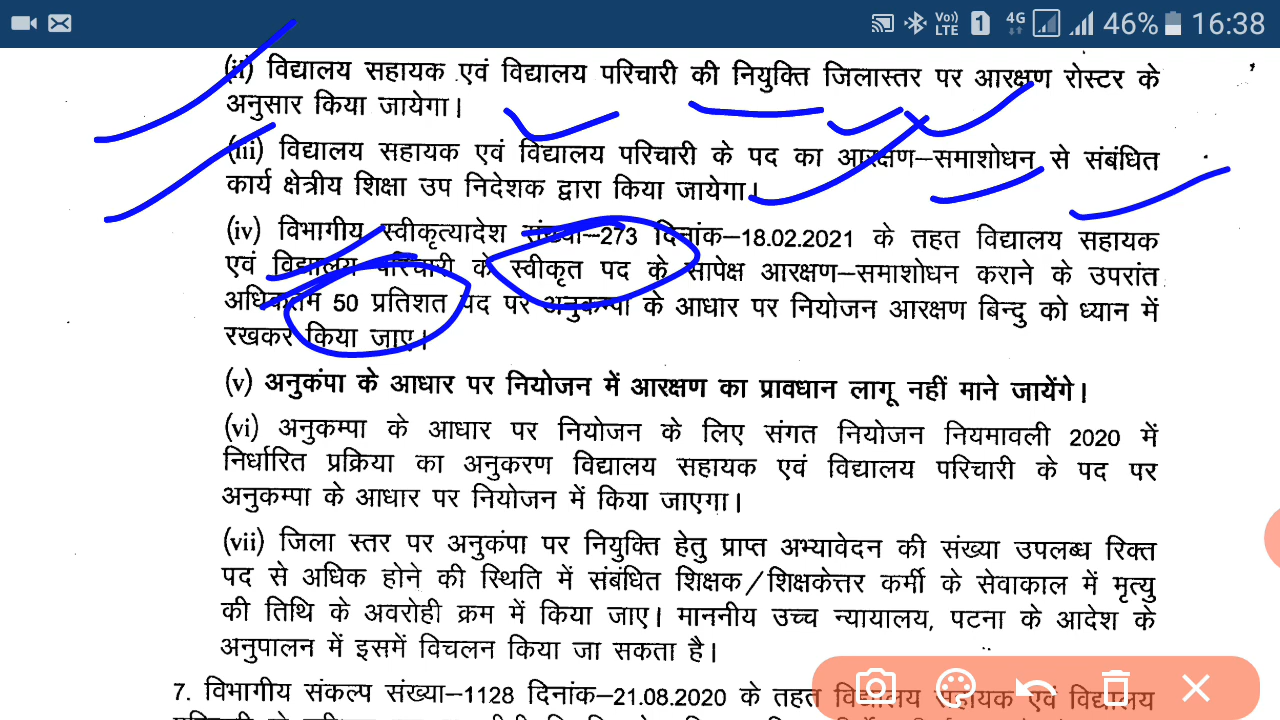 Vo) LTE 1 4G 46% 16:38
(ii) विद्यालय सहायक एवं विद्यालय परिचारी की नियुक्ति जिलास्तर पर आरक्षण रोस्टर के
अनुसार किया जायेगा।
(iii) विद्यालय सहायक एवं विद्यालय परिचारी के पद का आरक्षण–समाशोधन से संबंधित
कार्य क्षेत्रीय शिक्षा उप निदेशक द्वारा किया जायेगा।
(iv) विभागीय स्वीकृत्यादेश संख्या–273 दिनांक–18.02.2021 के तहत विद्यालय सहायक
एवं विद्यालय परिचारी के स्वीकृत पद के सापेक्ष आरक्षण–समाशोधन कराने के उपरांत
अधिकतम 50 प्रतिशत पद पर अनुकम्पा के आधार पर नियोजन आरक्षण बिन्दु को ध्यान में
रखकर किया जाए।
(v) अनुकंपा के आधार पर नियोजन में आरक्षण का प्रावधान लागू नहीं माने जायेंगे।
(vi) अनुकम्पा के आधार पर नियोजन के लिए संगत नियोजन नियमावली 2020 में
निर्धारित प्रक्रिया का अनुकरण विद्यालय सहायक एवं विद्यालय परिचारी के पद पर
अनुकम्पा के आधार पर नियोजन में किया जाएगा।
(vii) जिला स्तर पर अनुकंपा पर नियुक्ति हेतु प्राप्त अभ्यावेदन की संख्या उपलब्ध रिक्त
पद से अधिक होने की स्थिति में संबंधित शिक्षक/शिक्षकेत्तर कर्मी के सेवाकाल में मृत्यु
की तिथि के अवरोही क्रम में किया जाए। माननीय उच्च न्यायालय, पटना के आदेश के
अनुपालन में इसमें विचलन किया जा सकता है।
7. विभागीय संकल्प संख्या–1128 दिनांक–21.08.2020 के तहत विद्यालय सहायक एवं विद्यालय